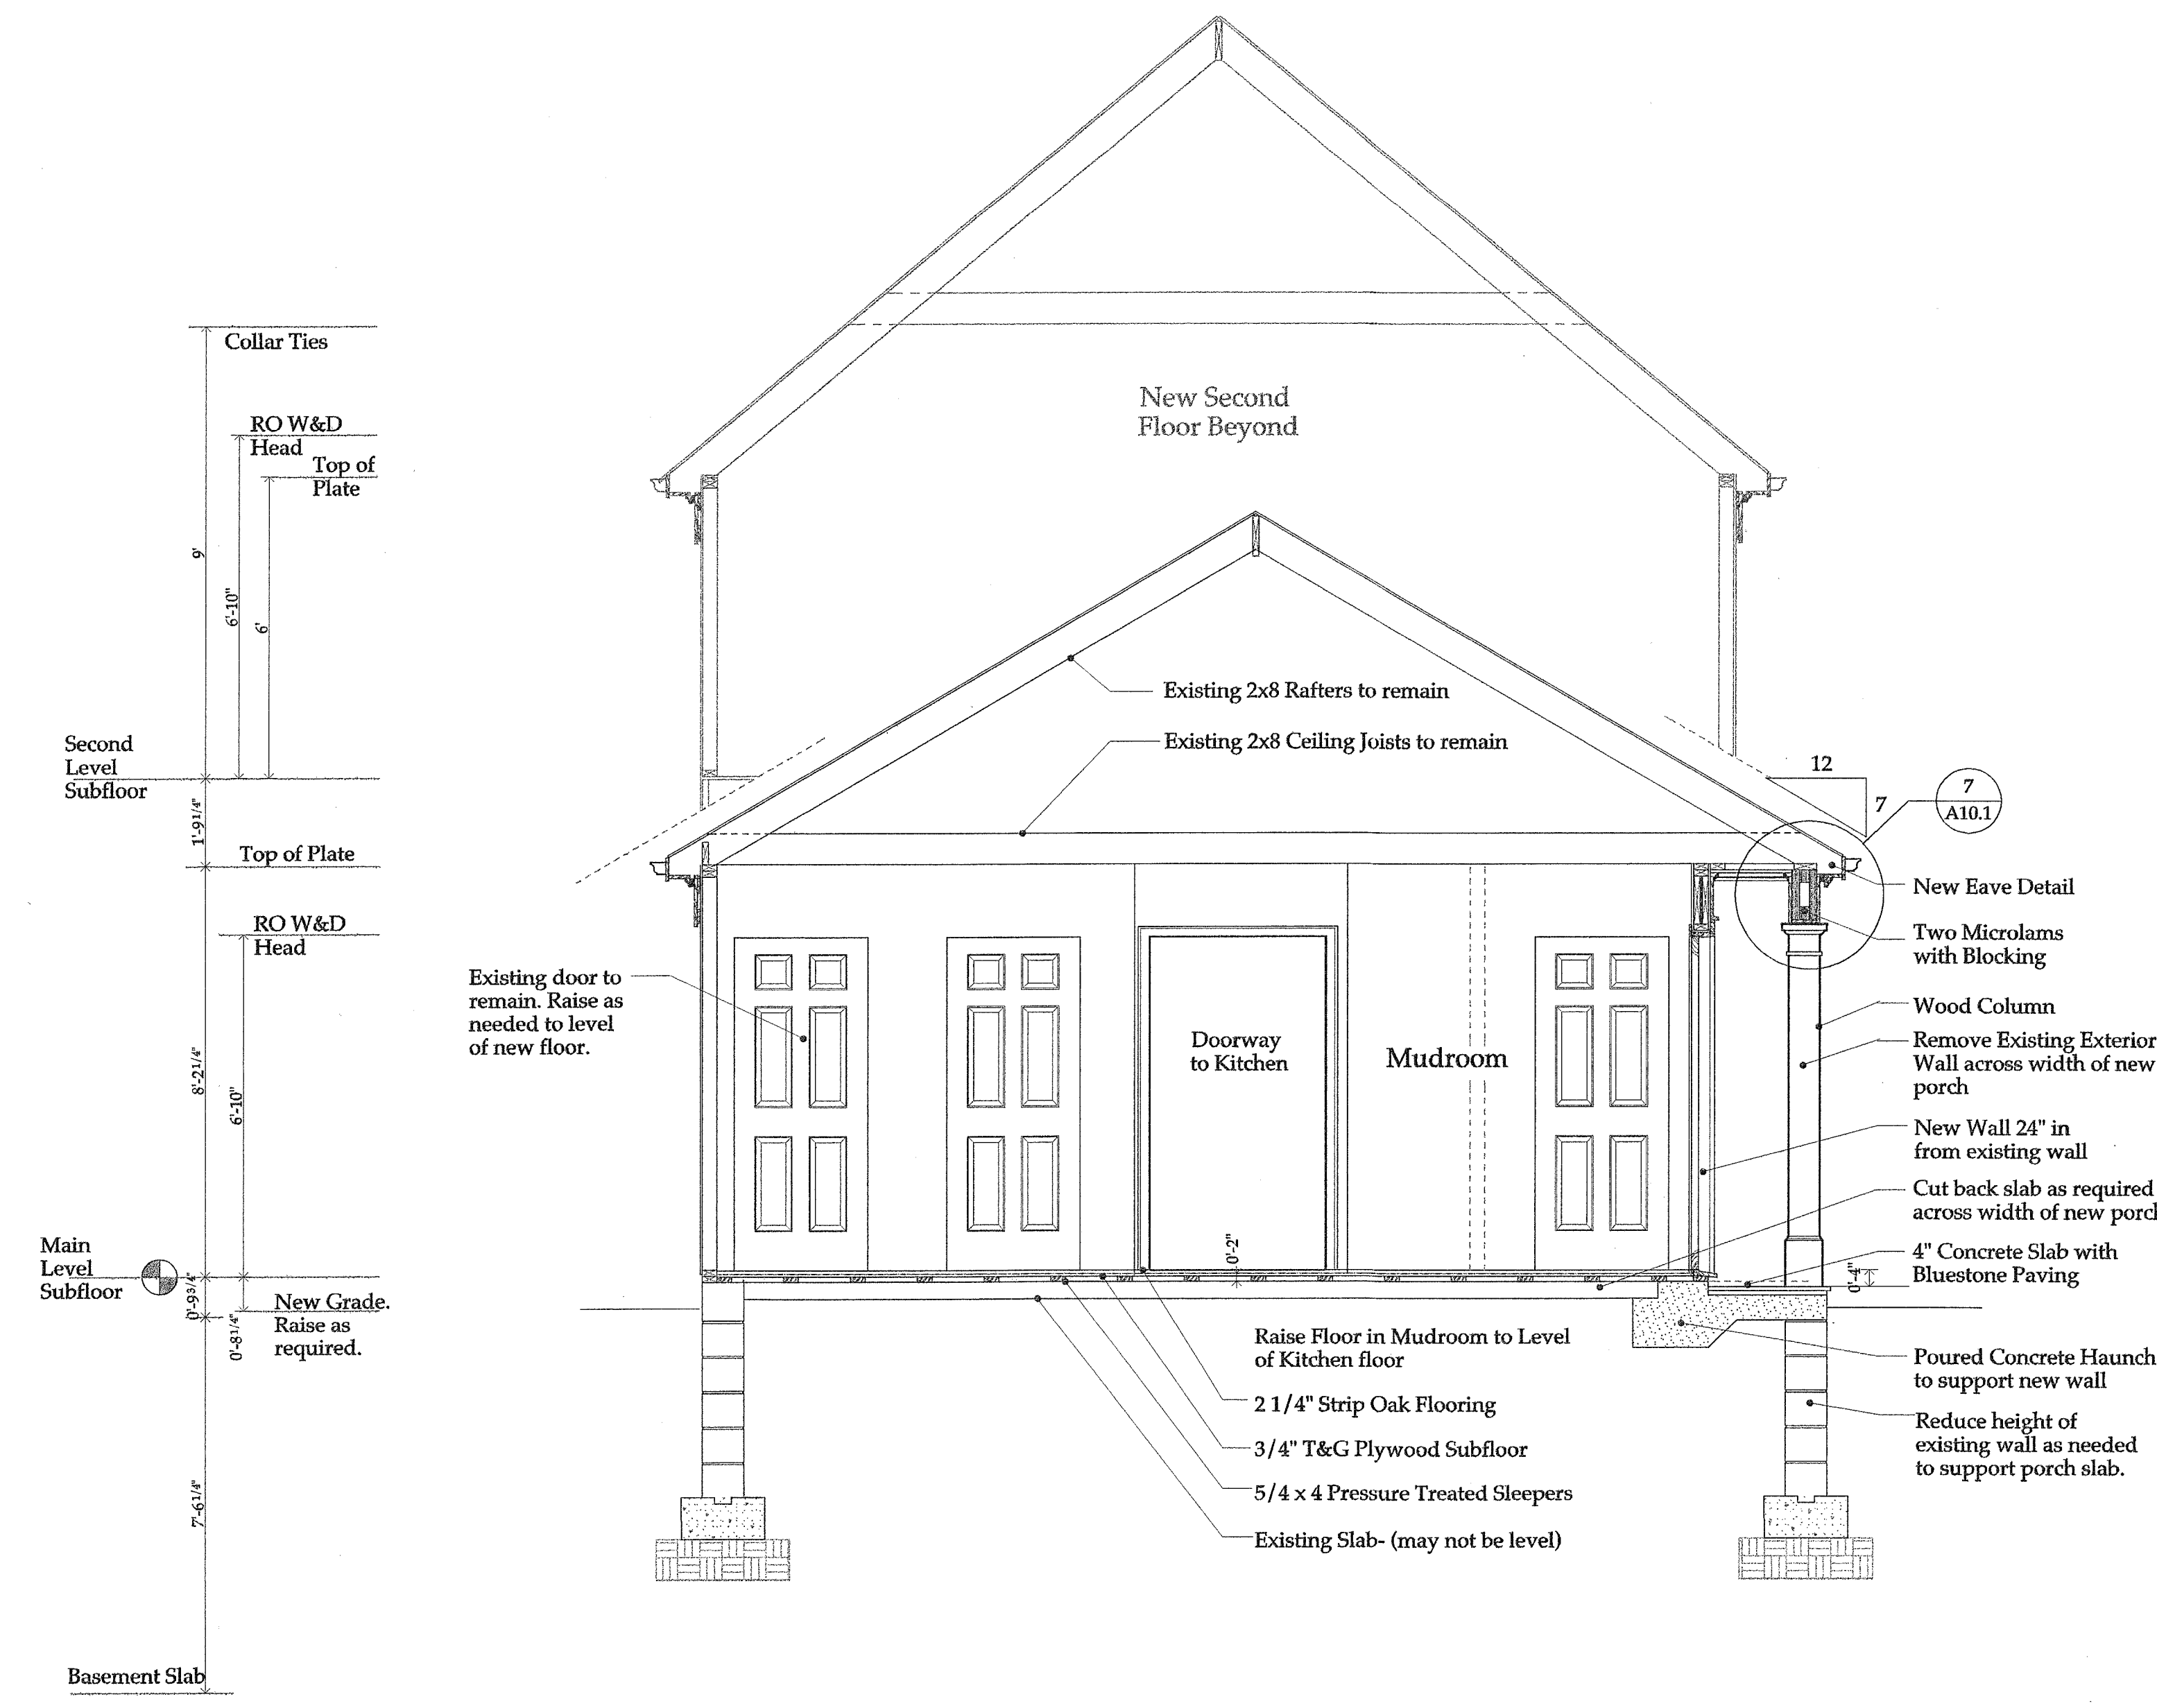 Collar Ties
RO W&D
Head
Top of
Plate
9'
6'-10"
6'
New Second
Floor Beyond
Existing 2x8 Rafters to remain
Existing 2x8 Ceiling Joists to remain
Second
Level
Subfloor
1'-9 1/4"
Top of Plate
12
7
7
A10.1
RO W&D
Head
8'-2 1/4"
6'-10"
Existing door to
remain. Raise as
needed to level
of new floor.
Doorway
to Kitchen
Mudroom
New Eave Detail
Two Microlams
with Blocking
Wood Column
Remove Existing Exterior
Wall across width of new
porch
New Wall 24" in
from existing wall
Cut back slab as required
across width of new porcl
4" Concrete Slab with
Bluestone Paving
0'-2"
0'-4"
Main
Level
Subfloor
0'-9 3/4"
New Grade.
Raise as
required.
0'-8 1/4"
Raise Floor in Mudroom to Level
of Kitchen floor
2 1/4" Strip Oak Flooring
3/4" T&G Plywood Subfloor
5/4 x 4 Pressure Treated Sleepers
Existing Slab- (may not be level)
Poured Concrete Haunch
to support new wall
Reduce height of
existing wall as needed
to support porch slab.
7'-6 1/4"
Basement Slab